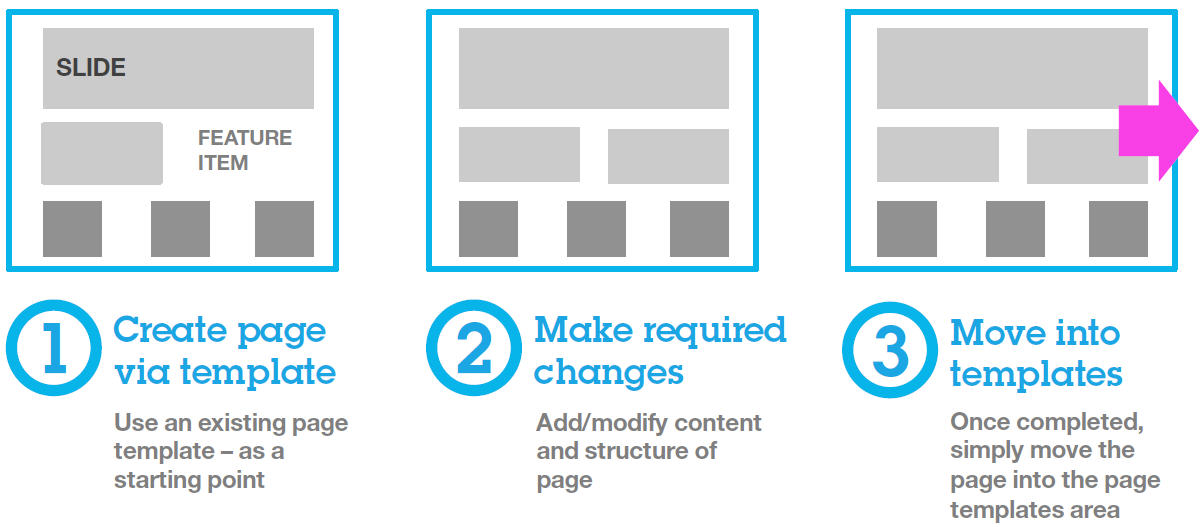 SLIDE
FEATURE
ITEM
1
Create page
via template
Use an existing page
template – as a
starting point
2
Make required
changes
Add/modify content
and structure of
page
3
Move into
templates
Once completed,
simply move the
page into the page
templates area